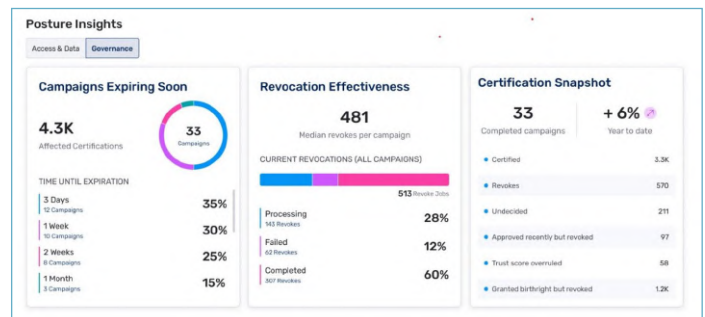 Posture Insights
Access & Data
Governance
Campaigns Expiring Soon
4.3K
Affected Certifications
33
Campaigns
TIME UNTIL EXPIRATION
3 Days
12 Campaigns
35%
1 Week
10 Campaigns
30%
2 Weeks
8 Campaigns
25%
1 Month
3 Campaigns
15%
Revocation Effectiveness
481
Median revokes per campaign
CURRENT REVOCATIONS (ALL CAMPAIGNS)
513 Revoke Jobs
Processing
143 Revokes
28%
Failed
62 Revokes
12%
Completed
307 Revokes
60%
Certification Snapshot
33
Completed campaigns
+ 6%
Year to date
Certified
3.3K
Revokes
570
Undecided
211
Approved recently but revoked
97
Trust score overruled
58
Granted birthright but revoked
1.2K